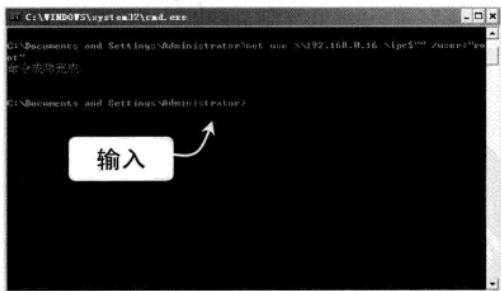 C:\WINDOWS\system32\cmd.exe
C:\Documents and Settings\Administrator>net use \\192.168.0.16 \ipc$"" /user:"ro
ot"
命令成功完成。
C:\Documents and Settings\Administrator>
输入